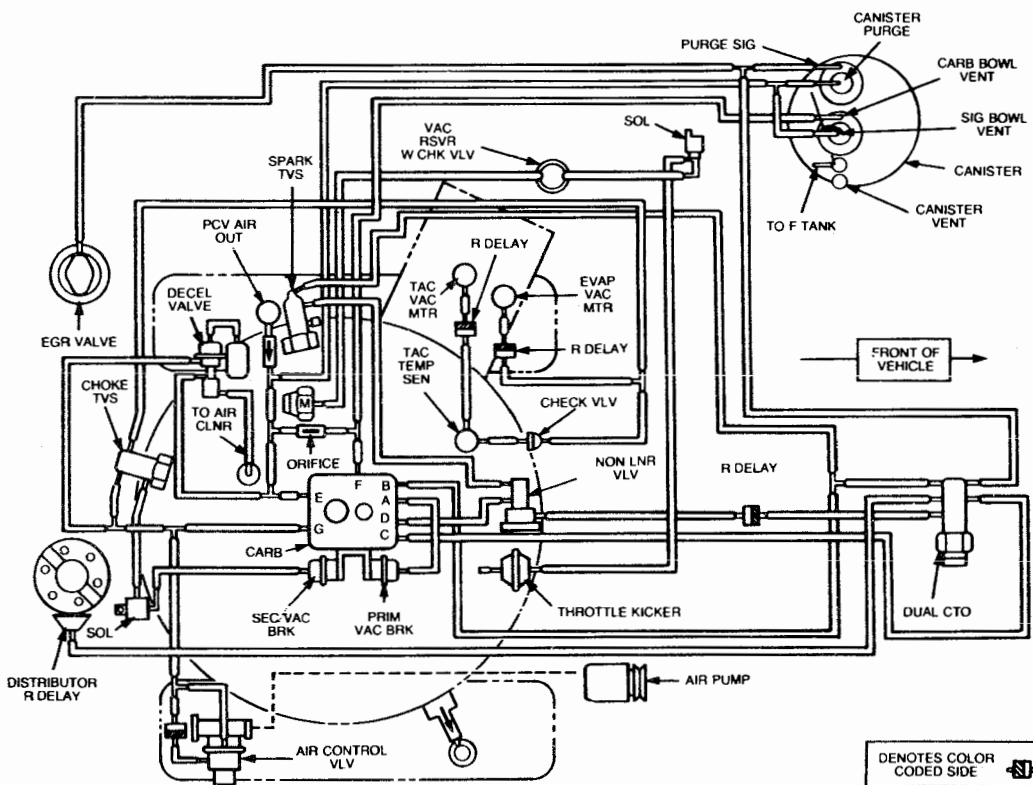 CANISTER
PURGE
PURGE SIG
CARB BOWL
VENT
SOL
VAC
RSVR
W CHK VLV
SIG BOWL
VENT
SPARK
TVS
CANISTER
PCV AIR
OUT
TO F TANK
CANISTER
VENT
R DELAY
DECEL
VALVE
TAC
VAC
MTR
EVAP
VAC
MTR
EGR VALVE
R DELAY
FRONT OF
VEHICLE
CHOKE
TVS
TAC
TEMP
SEN
TO AIR
CLNR
M
CHECK VLV
ORIFICE
NON LNR
VLV
R DELAY
F
B
E
A
D
G
C
CARB
THROTTLE KICKER
DUAL CTO
SEC VAC
BRK
PRIM
VAC BRK
SOL
DISTRIBUTOR
R DELAY
AIR PUMP
AIR CONTROL
VLV
DENOTES COLOR
CODED SIDE